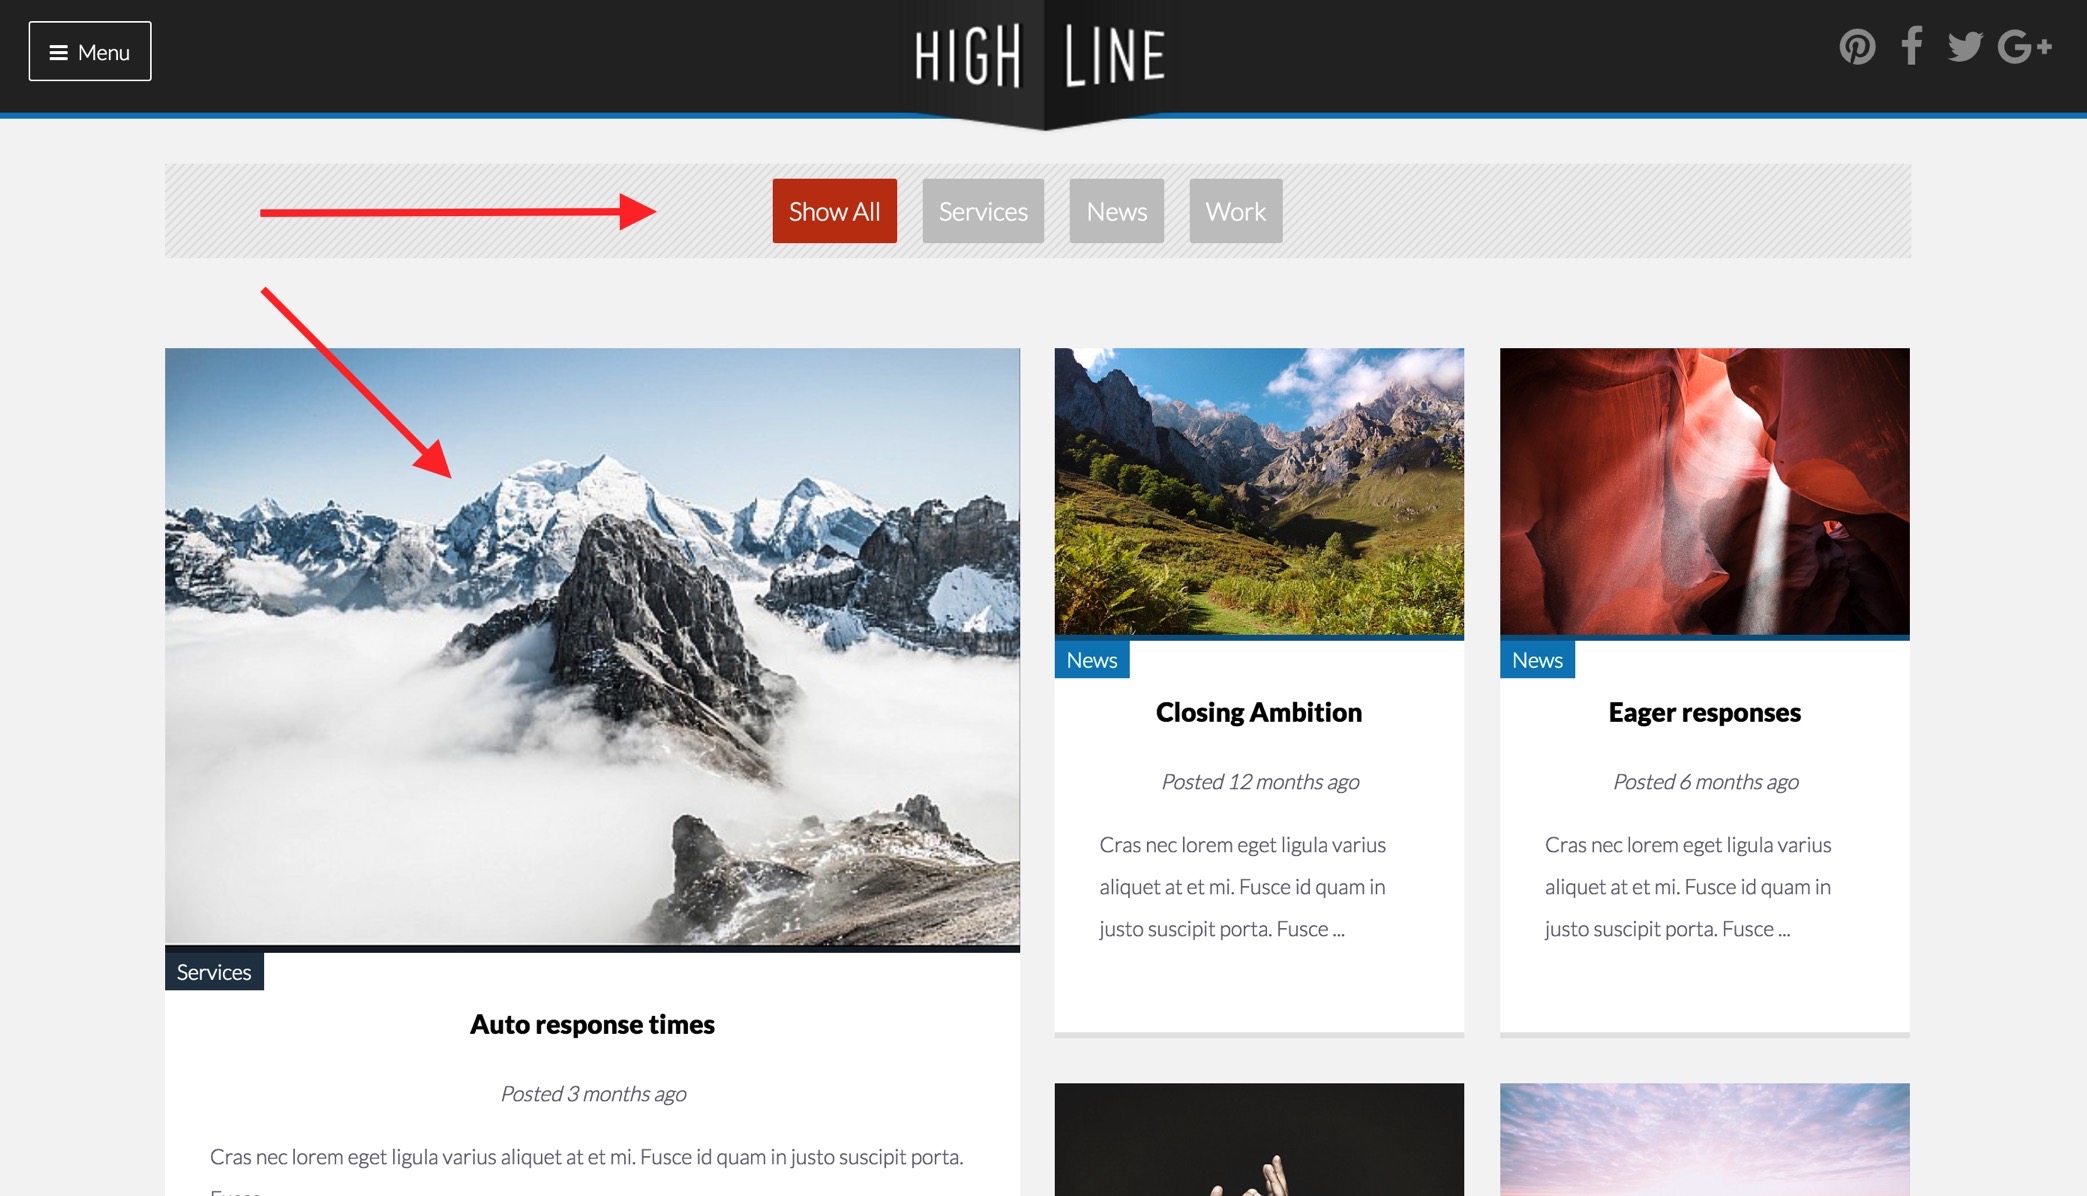 Menu
HIGH LINE
Show All
Services
News
Work
Services
Auto response times
Posted 3 months ago
Cras nec lorem eget ligula varius aliquet at et mi. Fusce id quam in justo suscipit porta.
News
Closing Ambition
Posted 12 months ago
Cras nec lorem eget ligula varius
aliquet at et mi. Fusce id quam in
justo suscipit porta. Fusce ...
News
Eager responses
Posted 6 months ago
Cras nec lorem eget ligula varius
aliquet at et mi. Fusce id quam in
justo suscipit porta. Fusce ...